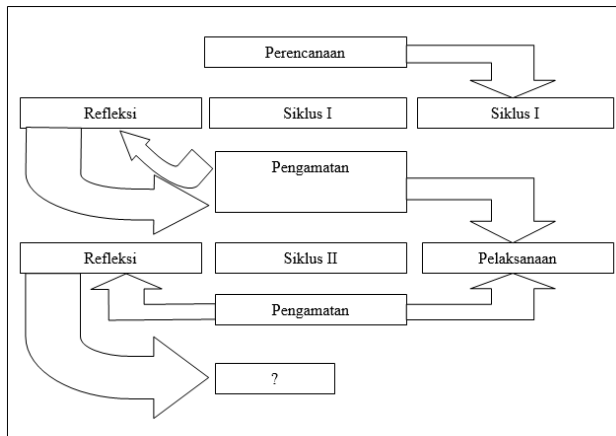 Perencanaan
Refleksi
Siklus I
Siklus I
Pengamatan
Refleksi
Siklus II
Pelaksanaan
Pengamatan
?